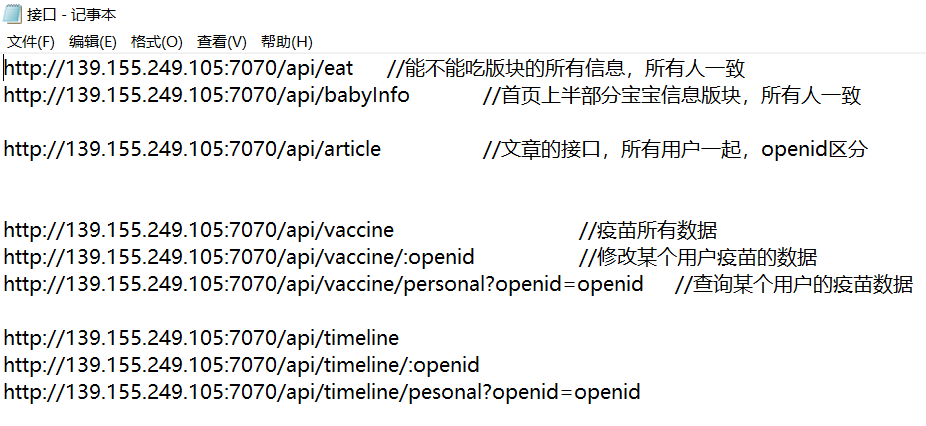 接口 - 记事本
文件(F) 编辑(E) 格式(O) 查看(V) 帮助(H)
http://139.155.249.105:7070/api/eat //能不能吃版块的所有信息，所有人一致
http://139.155.249.105:7070/api/babyInfo //首页上半部分宝宝信息版块，所有人一致
http://139.155.249.105:7070/api/article //文章的接口，所有用户一起，openid区分
http://139.155.249.105:7070/api/vaccine //疫苗所有数据
http://139.155.249.105:7070/api/vaccine/:openid //修改某个用户疫苗的数据
http://139.155.249.105:7070/api/vaccine/personal?openid=openid //查询某个用户的疫苗数据
http://139.155.249.105:7070/api/timeline
http://139.155.249.105:7070/api/timeline/:openid
http://139.155.249.105:7070/api/timeline/pesonal?openid=openid